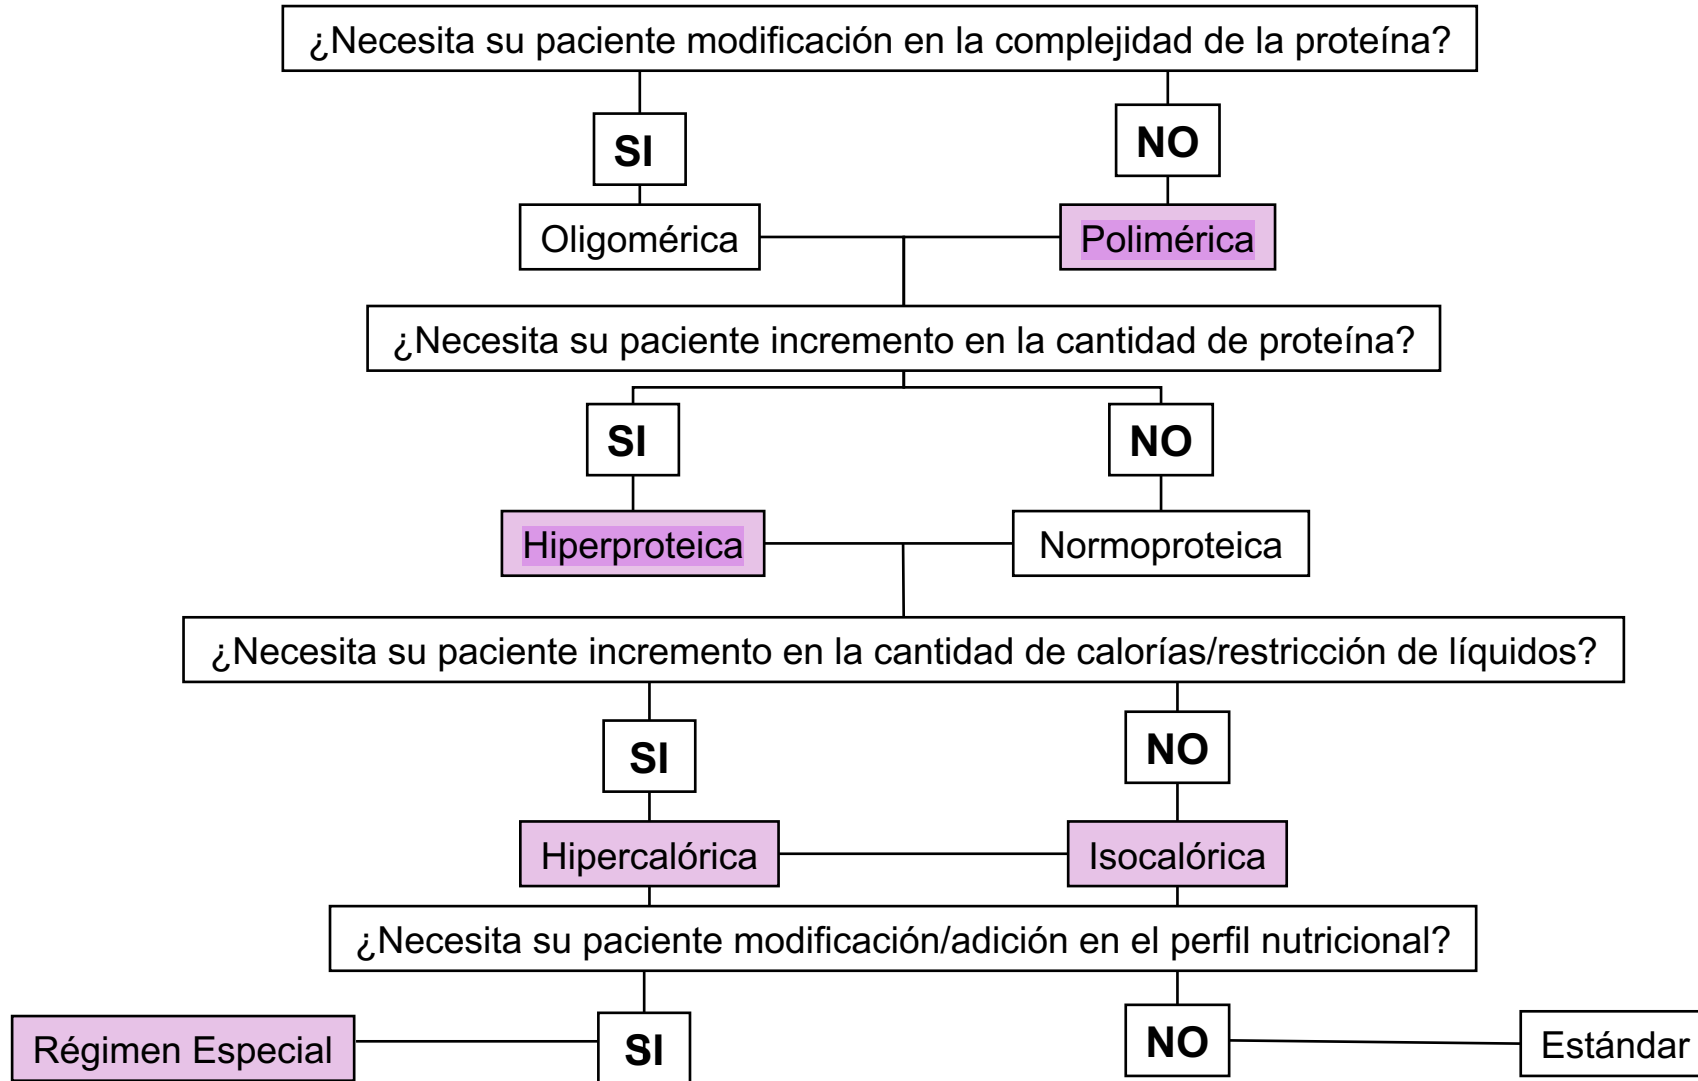 ¿Necesita su paciente modificación en la complejidad de la proteína?
SI
NO
Oligomérica
Polimérica
¿Necesita su paciente incremento en la cantidad de proteína?
SI
NO
Hiperproteica
Normoproteica
¿Necesita su paciente incremento en la cantidad de calorías/restricción de líquidos?
SI
NO
Hipercalórica
Isocalórica
¿Necesita su paciente modificación/adición en el perfil nutricional?
Régimen Especial
SI
NO
Estándar